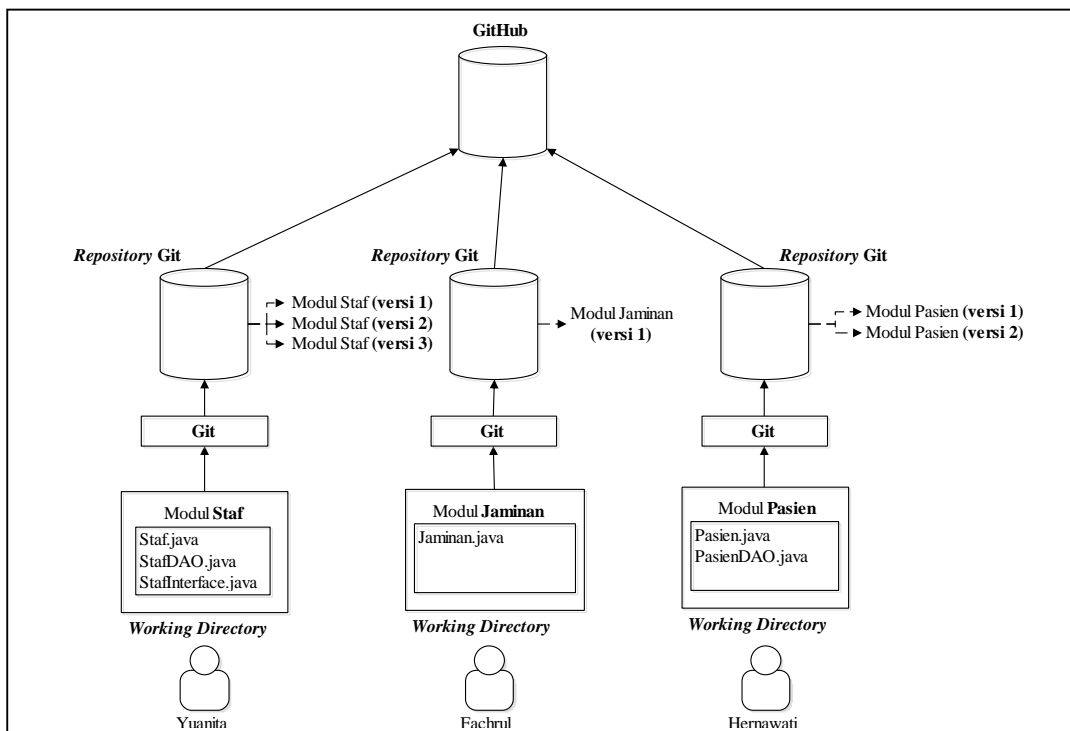 GitHub
Repository Git
Repository Git
Repository Git
Modul Staf (versi 1)
Modul Staf (versi 2)
Modul Staf (versi 3)
Modul Jaminan
(versi 1)
Modul Pasien (versi 1)
Modul Pasien (versi 2)
Git
Git
Git
Modul Staf
Staf.java
StafDAO.java
StafInterface.java
Modul Jaminan
Jaminan.java
Modul Pasien
Pasien.java
PasienDAO.java
Working Directory
Working Directory
Working Directory
Yuanita
Fachrul
Hernawati